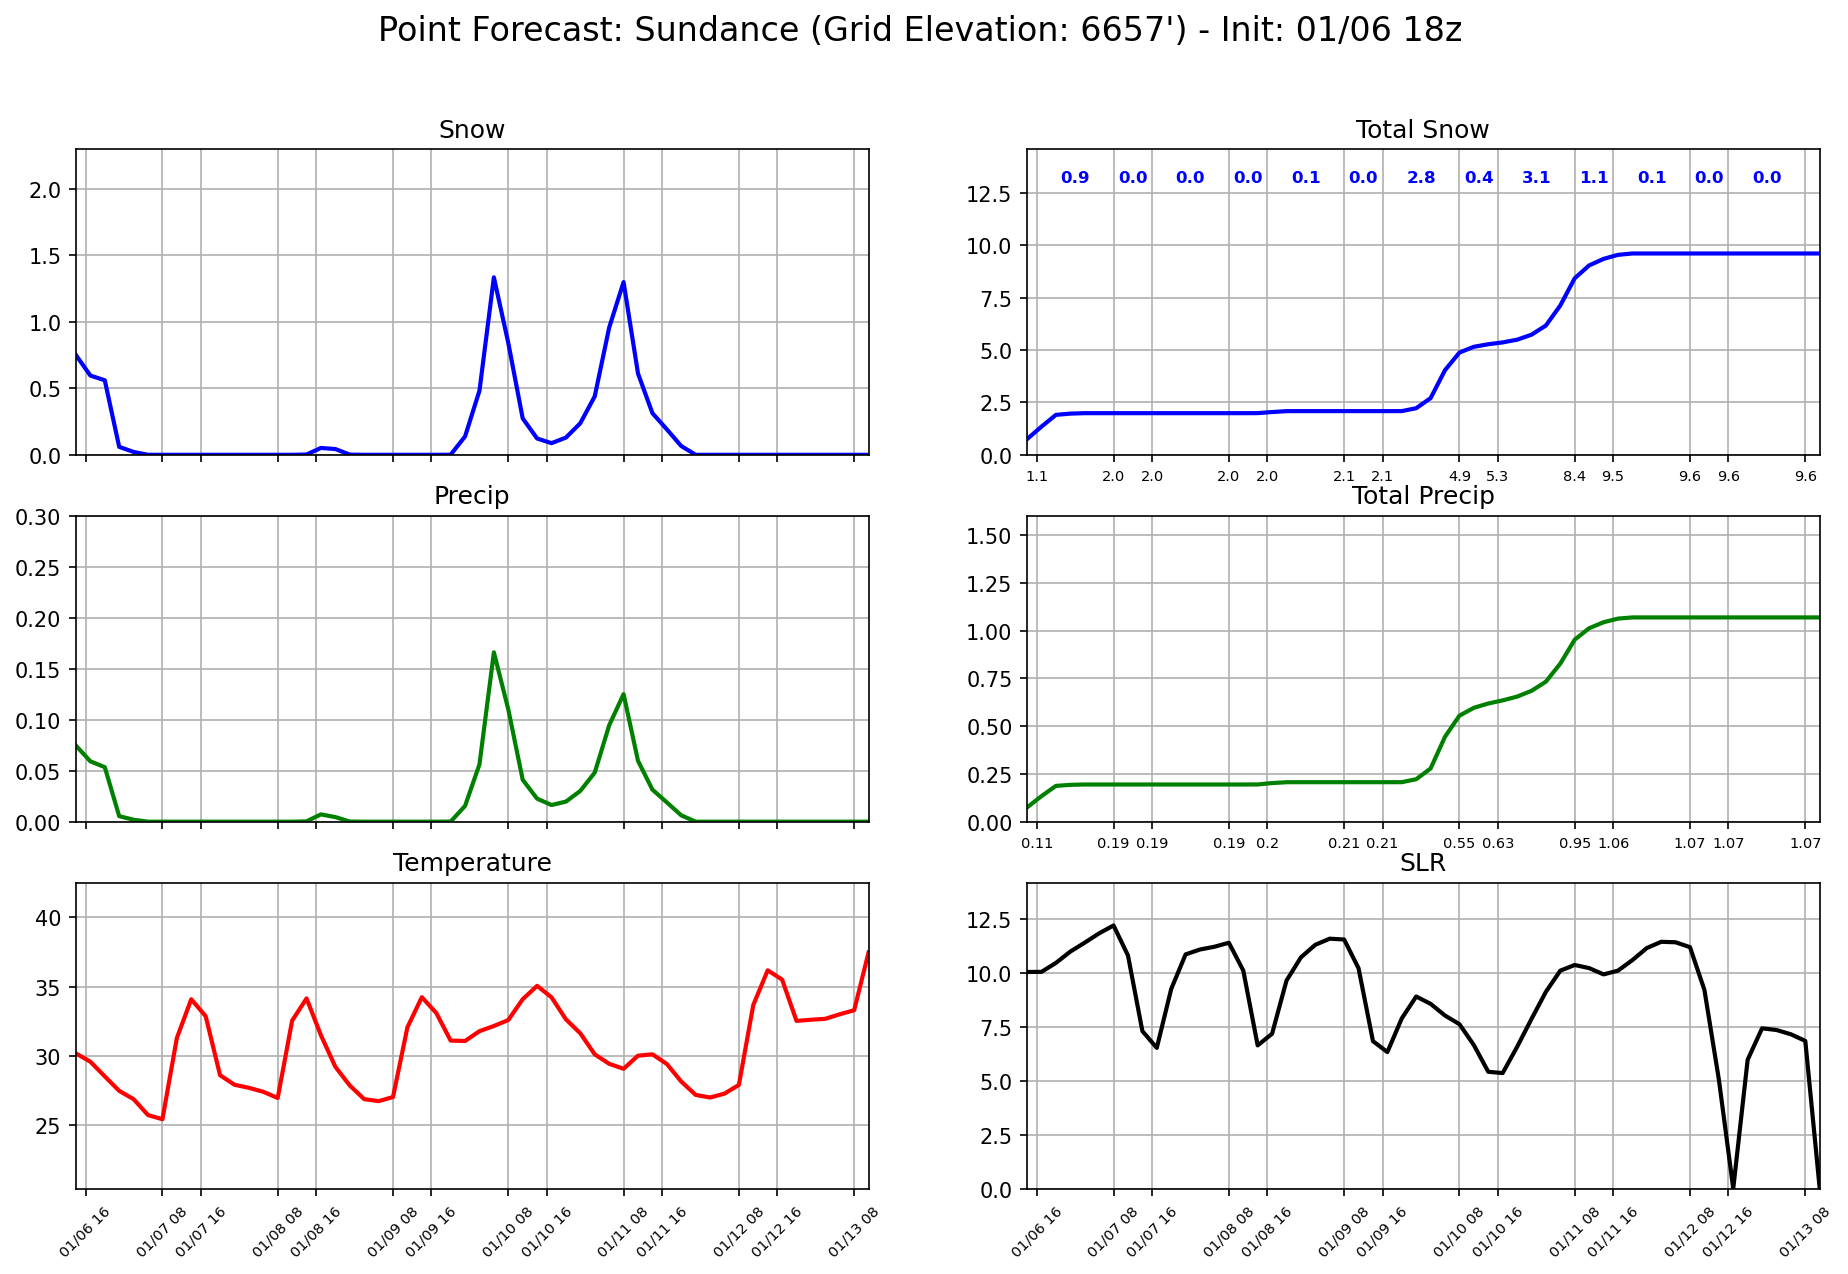 Point Forecast: Sundance (Grid Elevation: 6657') - Init: 01/06 18z
Snow
2.0
1.5
1.0
0.5
0.0
Total Snow
0.9 0.0 0.0 0.0 0.1 0.0 2.8 0.4 3.1 1.1 0.1 0.0 0.0
12.5
10.0
7.5
5.0
2.5
0.0
1.1 2.0 2.0 2.0 2.0 2.1 2.1 4.9 5.3 8.4 9.5 9.6 9.6 9.6
Precip
0.30
0.25
0.20
0.15
0.10
0.05
0.00
Total Precip
1.50
1.25
1.00
0.75
0.50
0.25
0.00
0.11 0.19 0.19 0.19 0.2 0.21 0.21 0.55 0.63 0.95 1.06 1.07 1.07 1.07
Temperature
40
35
30
25
01/06 16 01/07 08 01/07 16 01/08 08 01/08 16 01/09 08 01/09 16 01/10 08 01/10 16 01/11 08 01/11 16 01/12 08 01/12 16 01/13 08
SLR
12.5
10.0
7.5
5.0
2.5
0.0
01/06 16 01/07 08 01/07 16 01/08 08 01/08 16 01/09 08 01/09 16 01/10 08 01/10 16 01/11 08 01/11 16 01/12 08 01/12 16 01/13 08